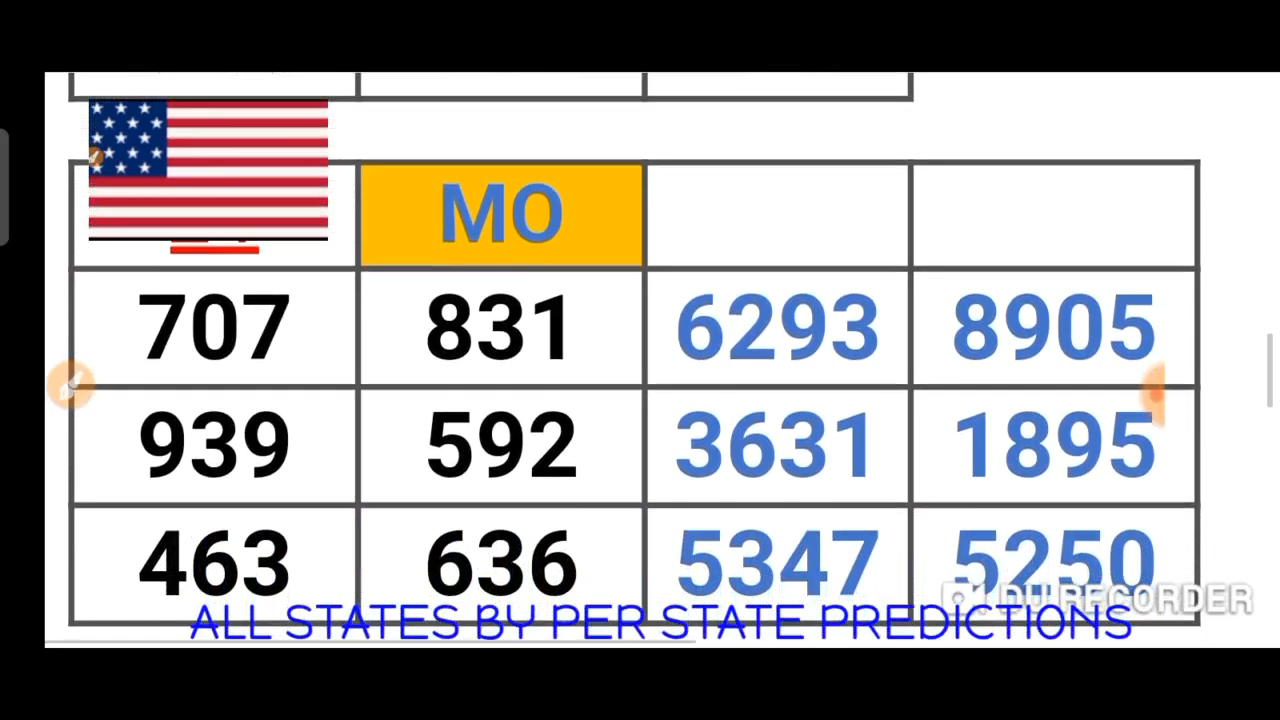 MO
707 831 6293 8905
939 592 3631 1895
463 636 5347 5250
DU RECORDER
ALL STATES BY PER STATE PREDICTIONS